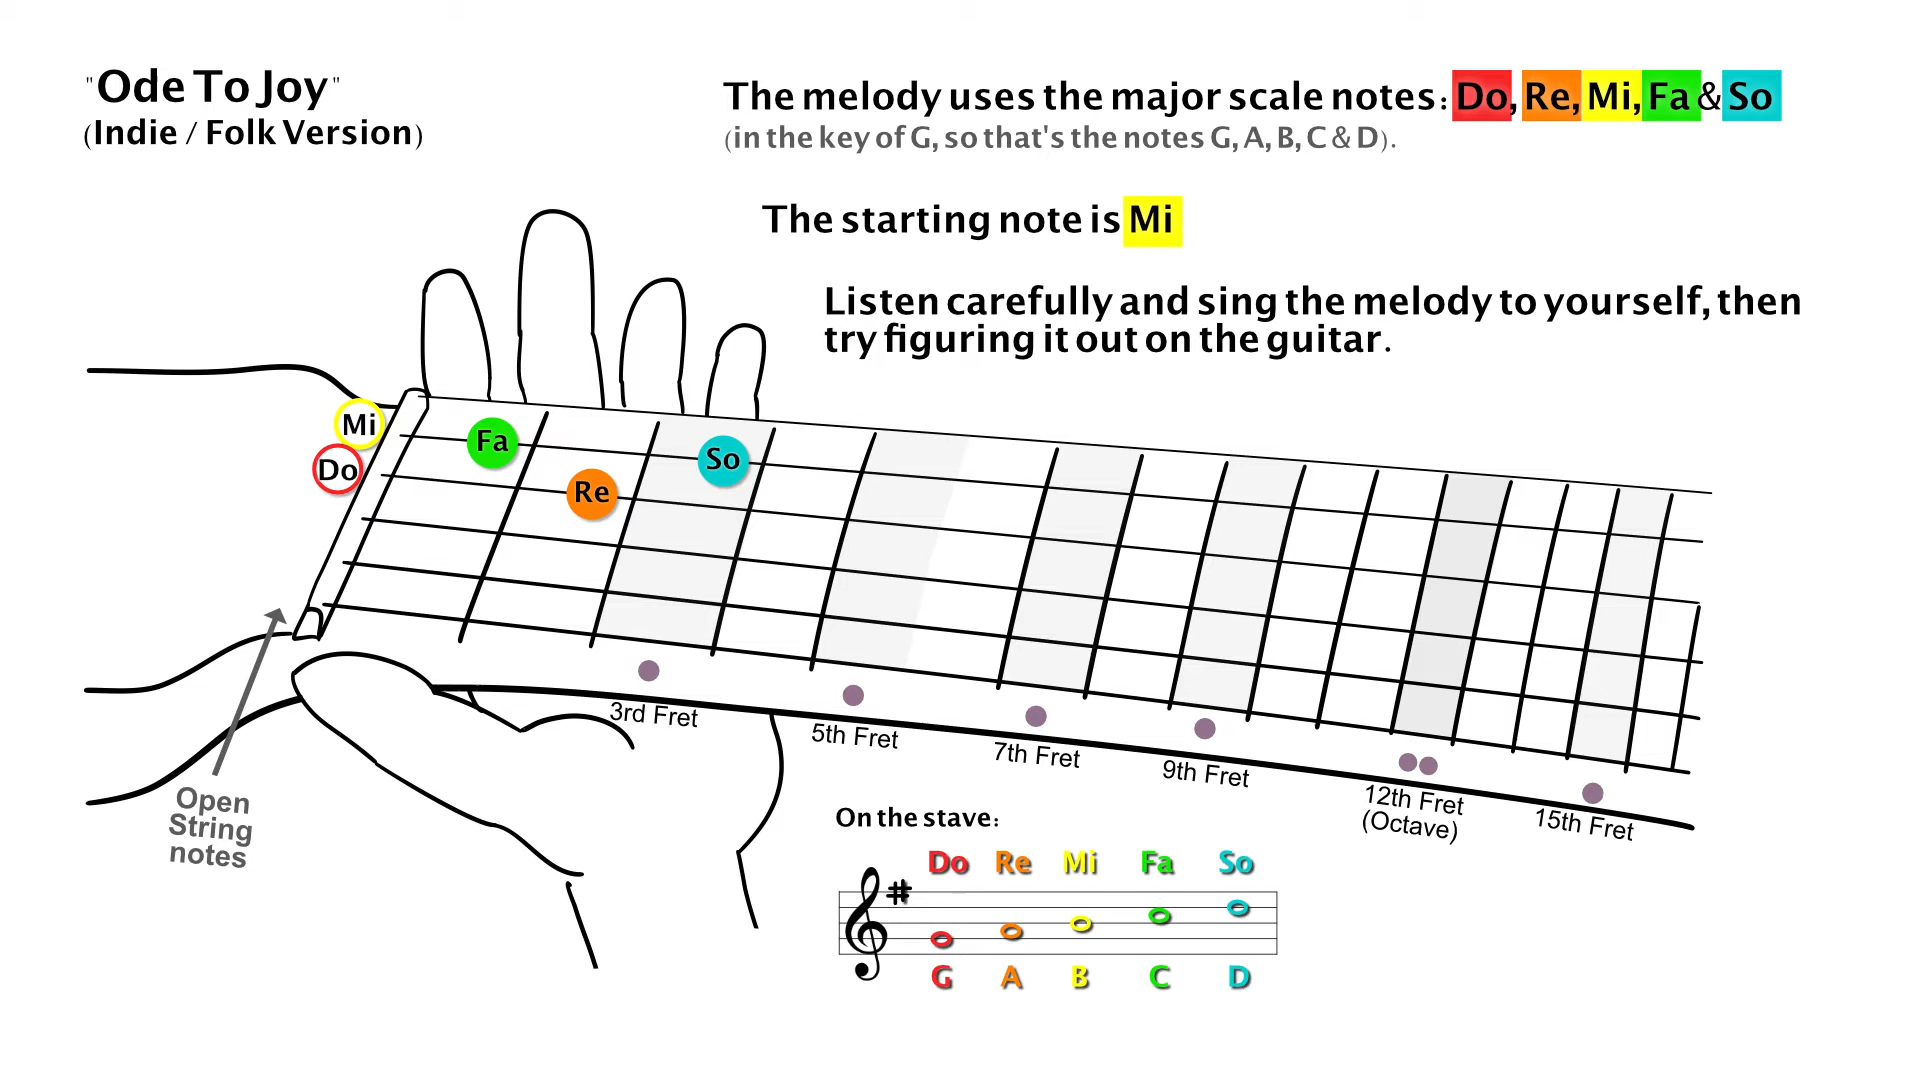 "Ode To Joy"
(Indie / Folk Version)
The melody uses the major scale notes: Do, Re, Mi, Fa & So
(in the key of G, so that's the notes G, A, B, C & D).
The starting note is Mi
Listen carefully and sing the melody to yourself, then
try figuring it out on the guitar.
Mi
Do
Fa
Re
So
3rd Fret
5th Fret
7th Fret
9th Fret
12th Fret
(Octave)
15th Fret
Open
String
notes
On the stave:
Do Re Mi Fa So
G A B C D